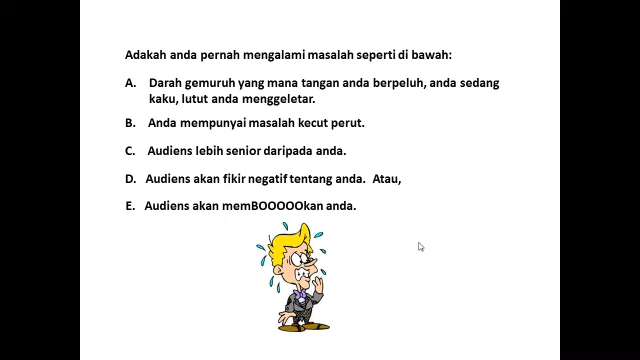 Adakah anda pernah mengalami masalah seperti di bawah:
A. Darah gemuruh yang mana tangan anda berpeluh, anda sedang
kaku, lutut anda menggeletar.
B. Anda mempunyai masalah kecut perut.
C. Audiens lebih senior daripada anda.
D. Audiens akan fikir negatif tentang anda. Atau,
E. Audiens akan memBOOOOOkan anda.